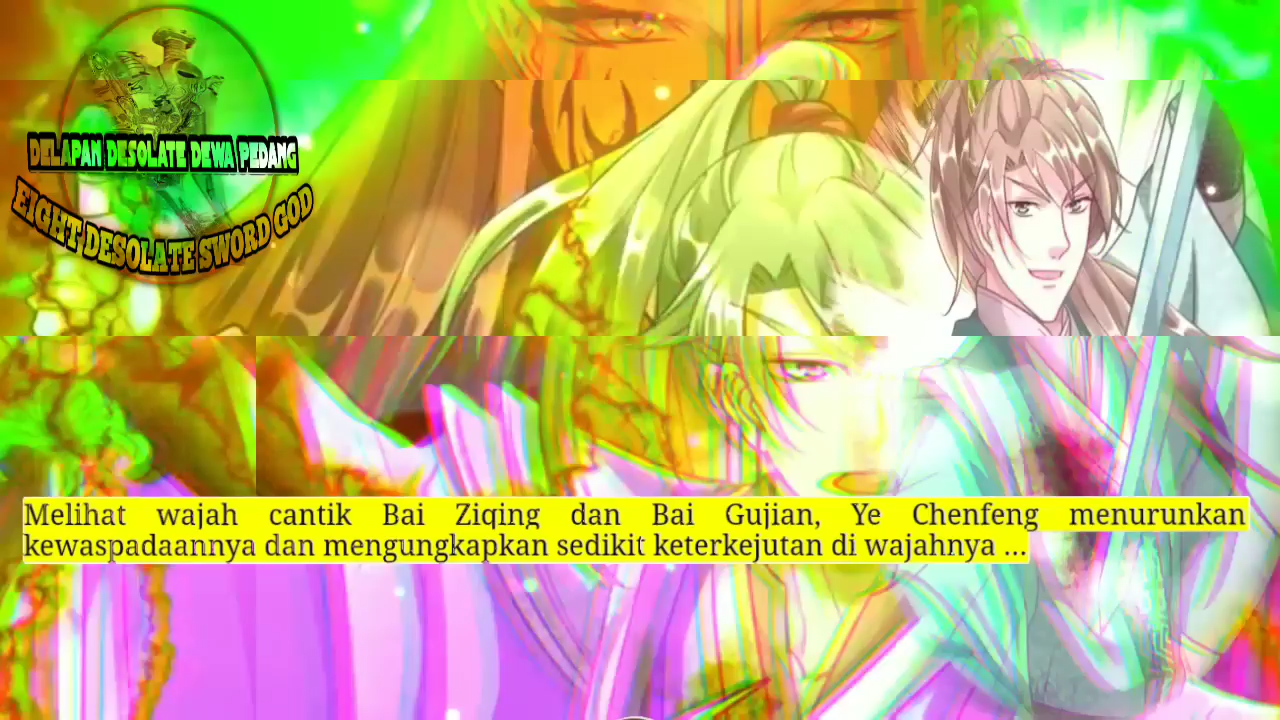 DELAPAN DESOLATE DEWA PEDANG
EIGHT DESOLATE SWORD GOD
Melihat wajah cantik Bai Ziqing dan Bai Gujian, Ye Chenfeng menurunkan
kewaspadaannya dan mengungkapkan sedikit keterkejutan di wajahnya ...